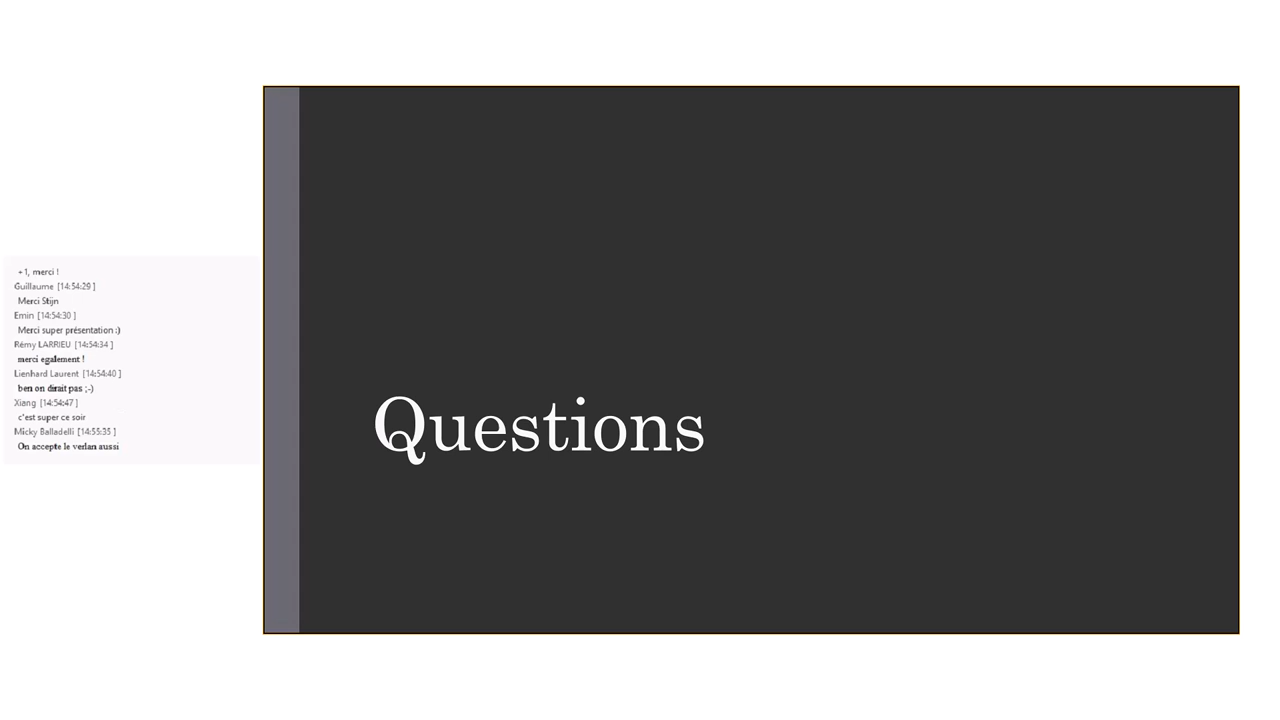 +1, merci !
Guillaume [14:54:29 ]
Merci Stijn
Emin [14:54:30 ]
Merci super présentation :)
Rémy LARRIEU [14:54:34 ]
merci egalement !
Lienhard Laurent [14:54:40 ]
ben on dirait pas ;-)
Xiang [14:54:47 ]
c'est super ce soir
Micky Balladelli [14:55:35 ]
On accepte le verlan aussi
Questions